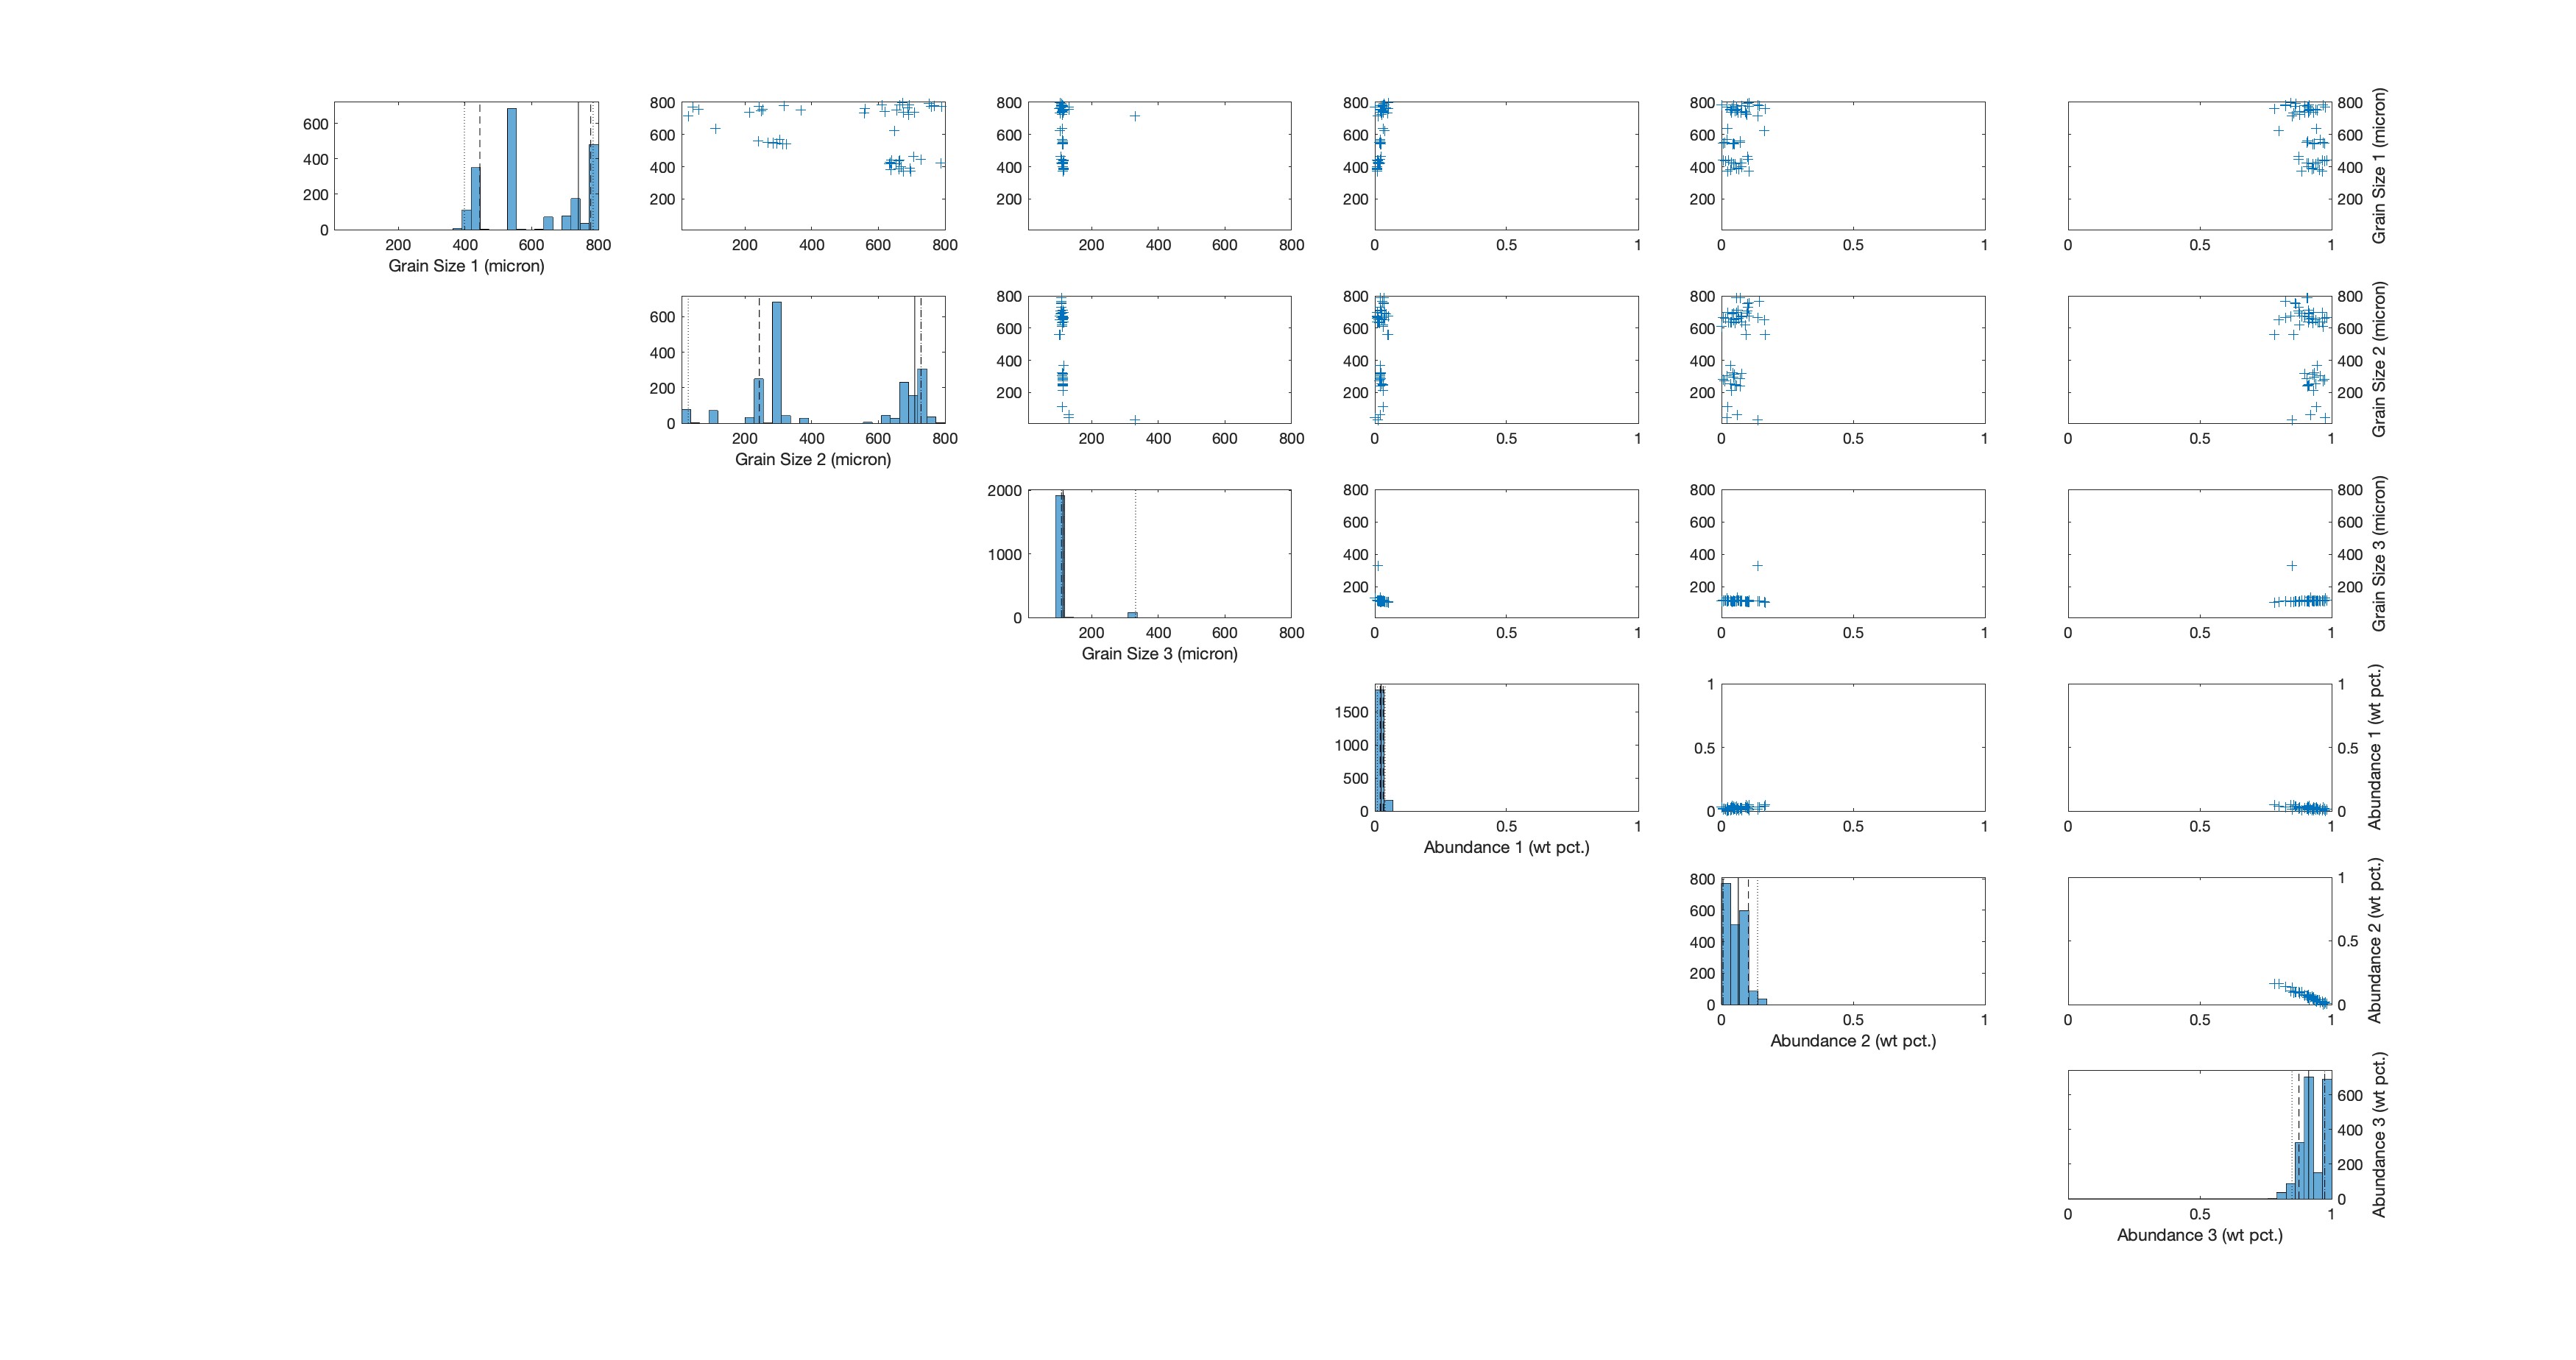 800 800 800 800 800
600 600 600 600 600 600
400 400 400 400 400 400
200 200 200 200 200 200
0
200 400 600 800 200 400 600 800 200 400 600 800 0 0.5 1 0 0.5 1 0 0.5 1
Grain Size 1 (micron)
Grain Size 1 (micron)
800 800 800 800
600 600 600 600 600
400 400 400 400 400
200 200 200 200 200
0
200 400 600 800 200 400 600 800 0 0.5 1 0 0.5 1 0 0.5 1
Grain Size 2 (micron)
Grain Size 2 (micron)
2000 800 800 800
600 600 600
1000 400 400 400
200 200 200
0
200 400 600 800 0 0.5 1 0 0.5 1 0 0.5 1
Grain Size 3 (micron)
Grain Size 3 (micron)
1 1
1500
1000 0.5 0.5
500
0 0 0
0 0.5 1 0 0.5 1 0 0.5 1
Abundance 1 (wt pct.)
Abundance 1 (wt pct.)
800 1
600
400 0.5
200
0 0
0 0.5 1 0 0.5 1
Abundance 2 (wt pct.)
Abundance 2 (wt pct.)
600
400
200
0
0 0.5 1
Abundance 3 (wt pct.)
Abundance 3 (wt pct.)